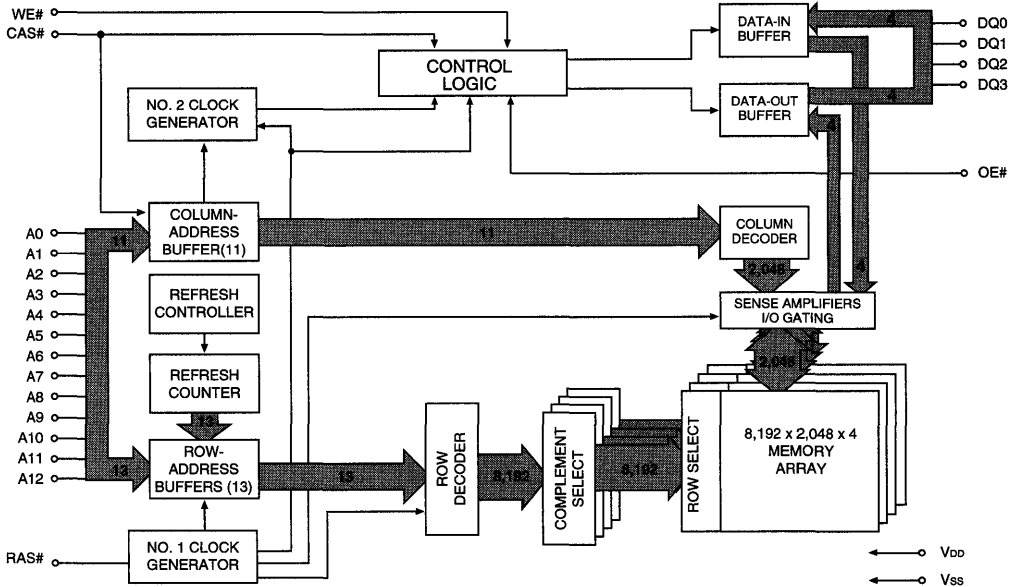 WE#
CAS#
CONTROL
LOGIC
DATA-IN
BUFFER
4
DQ0
DQ1
DQ2
DQ3
NO. 2 CLOCK
GENERATOR
DATA-OUT
BUFFER
4
4
OE#
COLUMN-
ADDRESS
BUFFER(11)
11
11
COLUMN
DECODER
2,048
4
A0
A1
A2
A3
A4
A5
A6
A7
A8
A9
A10
A11
A12
REFRESH
CONTROLLER
SENSE AMPLIFIERS
I/O GATING
2,048
REFRESH
COUNTER
13
ROW-
ADDRESS
BUFFERS (13)
13
13
ROW
DECODER
8,192
COMPLEMENT
SELECT
8,192
ROW SELECT
8,192 x 2,048 x 4
MEMORY
ARRAY
RAS#
NO. 1 CLOCK
GENERATOR
VDD
VSS